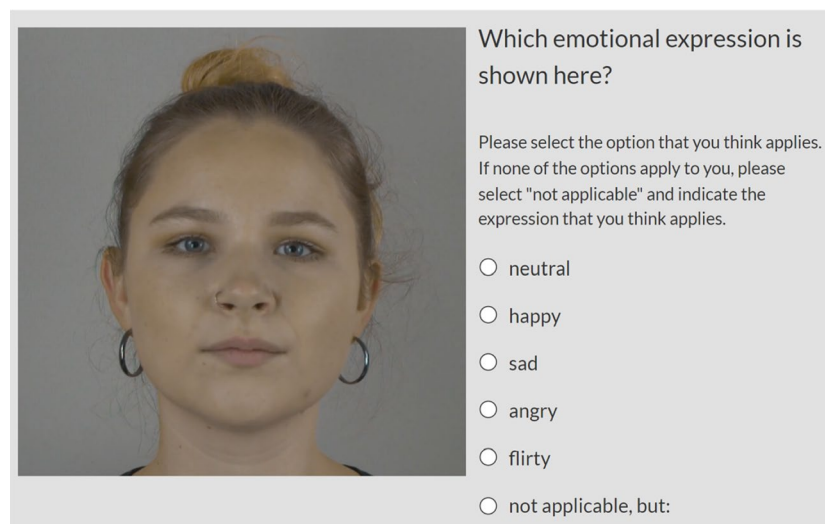 Which emotional expression is
shown here?
Please select the option that you think applies.
If none of the options apply to you, please
select "not applicable" and indicate the
expression that you think applies.
neutral
happy
sad
angry
flirty
not applicable, but: